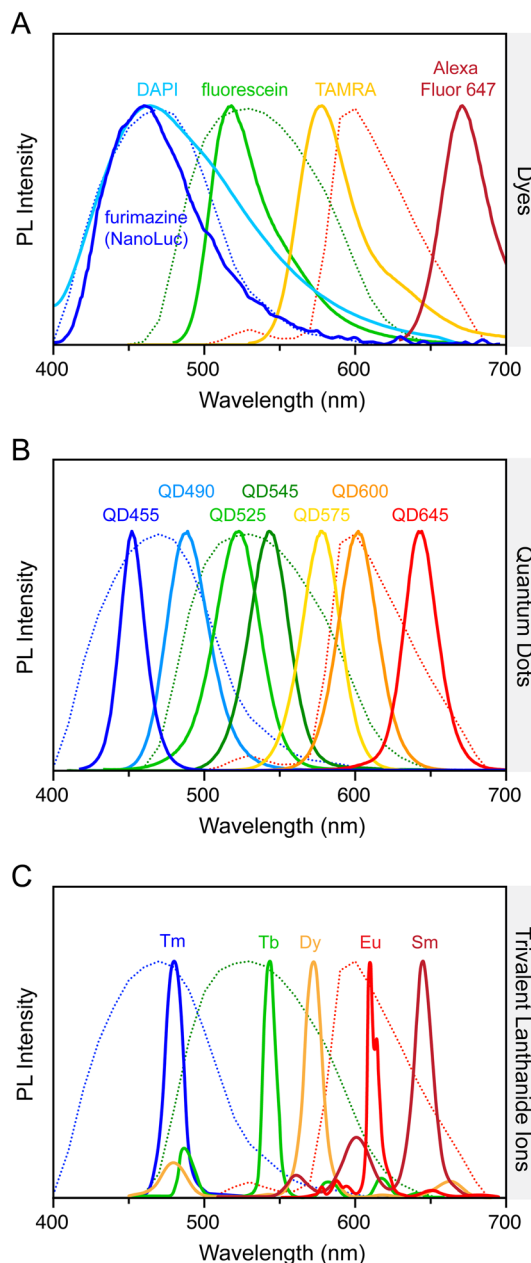 A
DAPI
fluorescein
TAMRA
Alexa
Fluor 647
furimazine
(NanoLuc)
PL Intensity
Dyes
400
500
600
700
Wavelength (nm)
B
QD490
QD545
QD600
QD455
QD525
QD575
QD645
PL Intensity
Quantum Dots
400
500
600
700
Wavelength (nm)
C
Tm
Tb
Dy
Eu
Sm
PL Intensity
Trivalent Lanthanide Ions
400
500
600
700
Wavelength (nm)